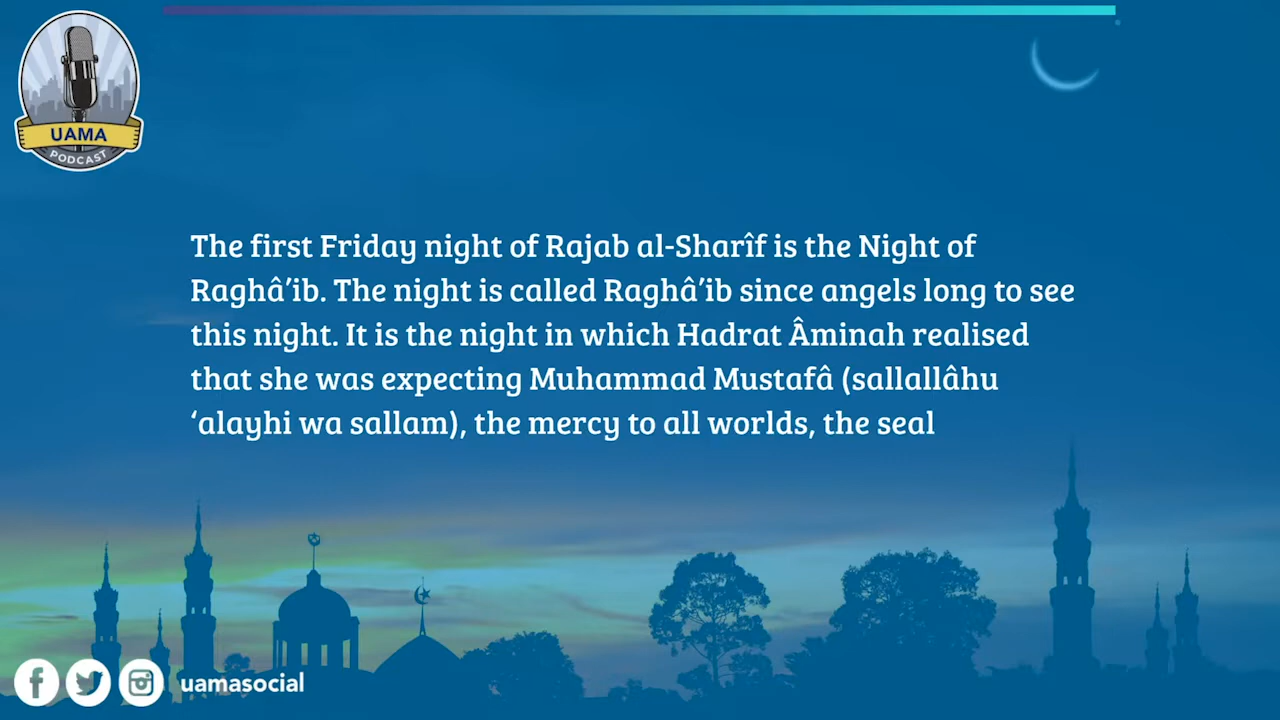 UAMA
PODCAST
The first Friday night of Rajab al-Sharîf is the Night of
Raghâ’ib. The night is called Raghâ’ib since angels long to see
this night. It is the night in which Hadrat Âminah realised
that she was expecting Muhammad Mustafâ (sallallâhu
‘alayhi wa sallam), the mercy to all worlds, the seal
uamasocial